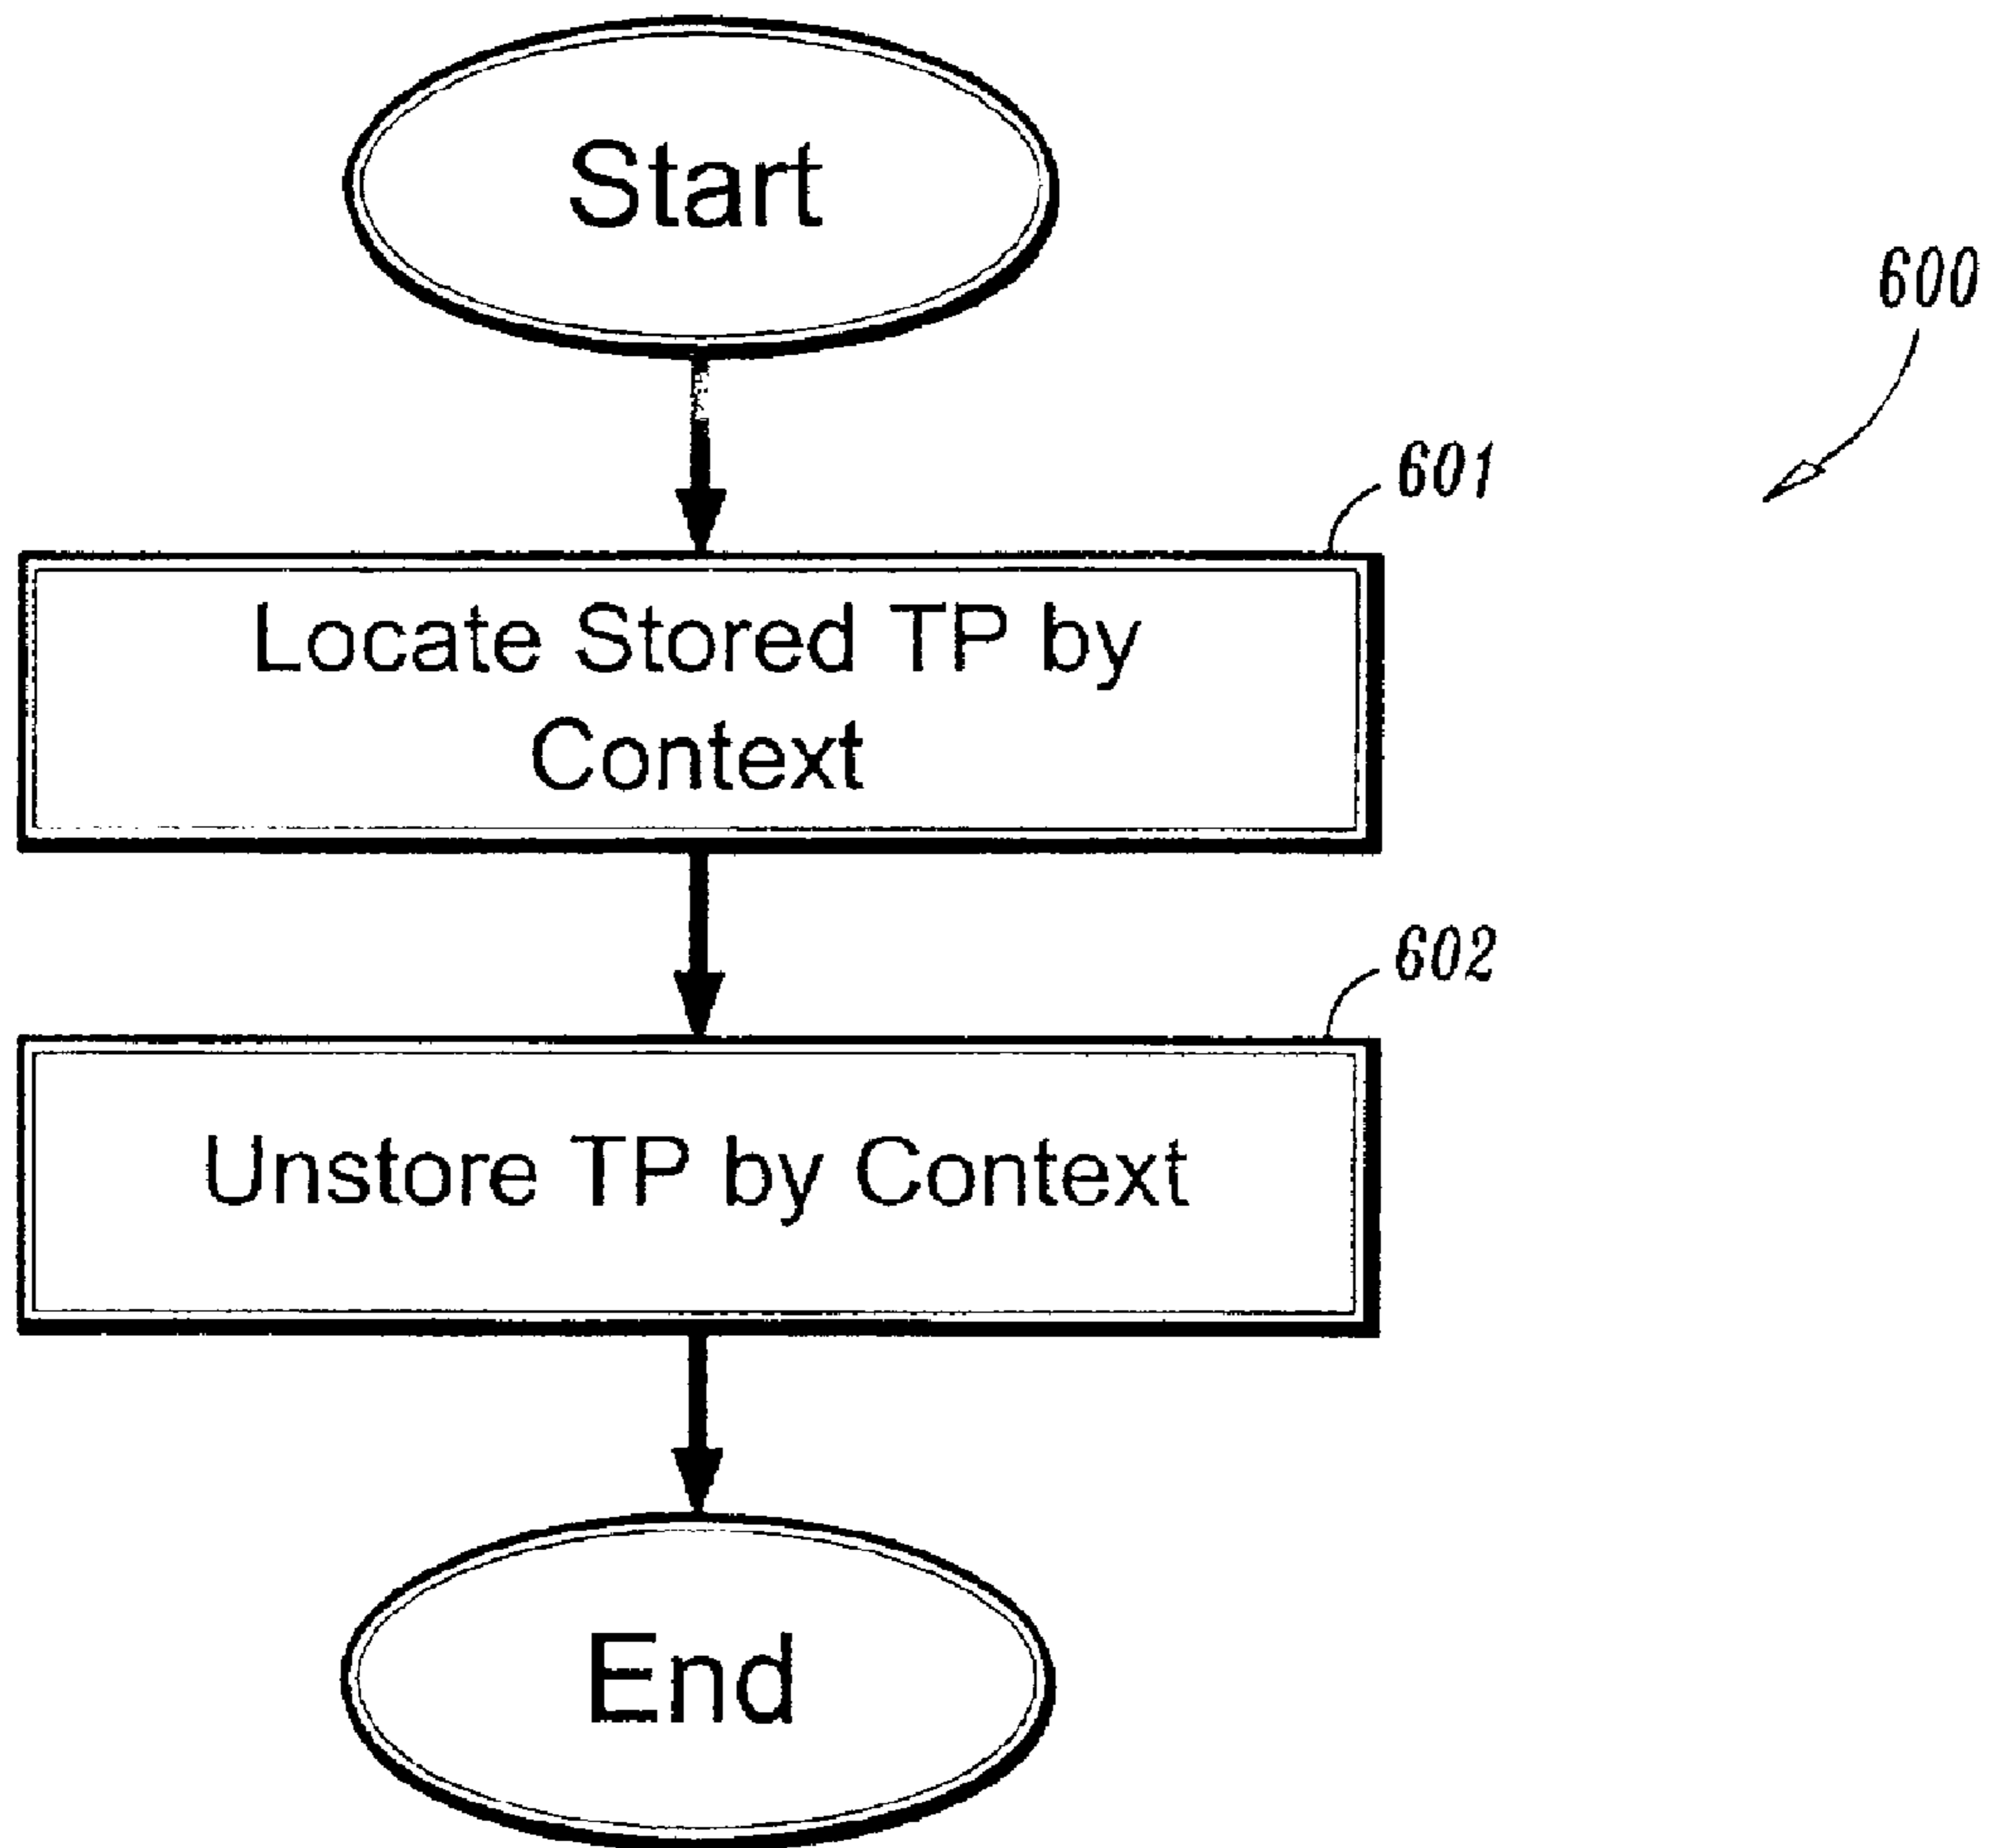 Start
600
601
Locate Stored TP by
Context
602
Unstore TP by Context
End